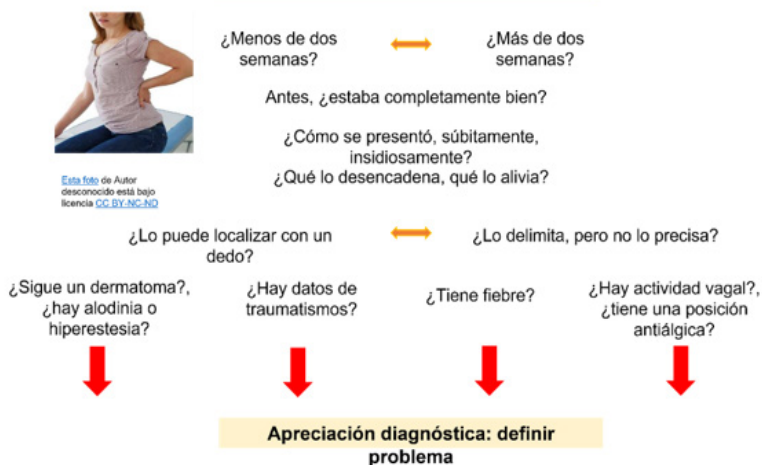 ¿Menos de dos
semanas?
¿Más de dos
semanas?
Antes, ¿estaba completamente bien?
¿Cómo se presentó, súbitamente,
insidiosamente?
¿Qué lo desencadena, qué lo alivia?
Esta foto de Autor
desconocido está bajo
licencia CC BY-NC-ND
¿Lo puede localizar con un
dedo?
¿Lo delimita, pero no lo precisa?
¿Sigue un dermatoma?,
¿hay alodinia o
hiperestesia?
¿Hay datos de
traumatismos?
¿Tiene fiebre?
¿Hay actividad vagal?,
¿tiene una posición
antiálgica?
Apreciación diagnóstica: definir
problema